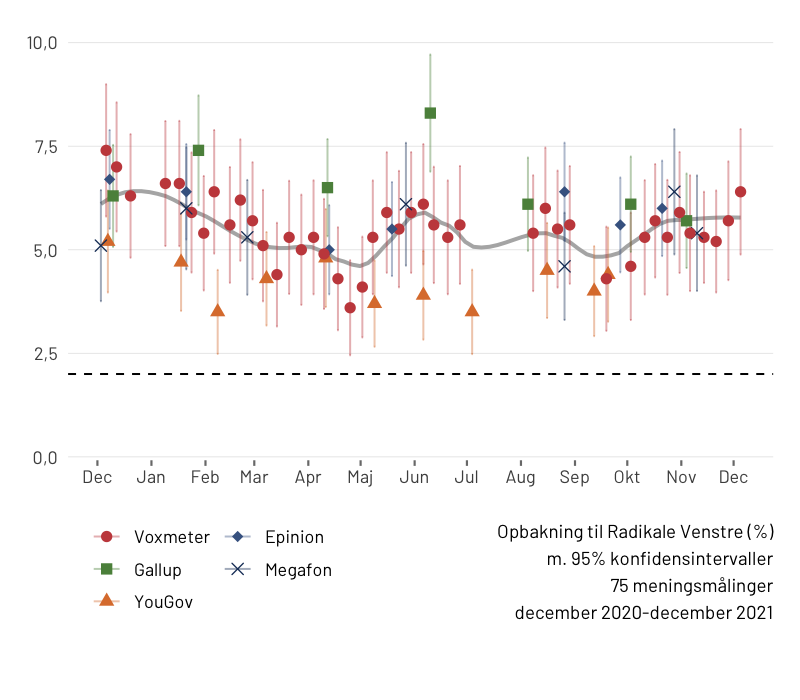 10,0
7,5
5,0
2,5
0,0
Dec Jan Feb Mar Apr Maj Jun Jul Aug Sep Okt Nov Dec
Voxmeter Epinion
Gallup Megafon
YouGov
Opbakning til Radikale Venstre (%)
m. 95% konfidensintervaller
75 meningsmålinger
december 2020-december 2021